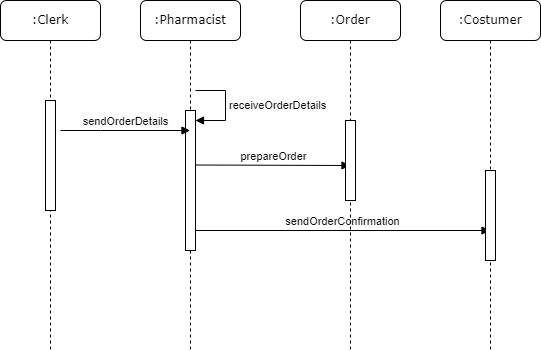 :Clerk
:Pharmacist
:Order
:Costumer
receiveOrderDetails
sendOrderDetails
prepareOrder
sendOrderConfirmation